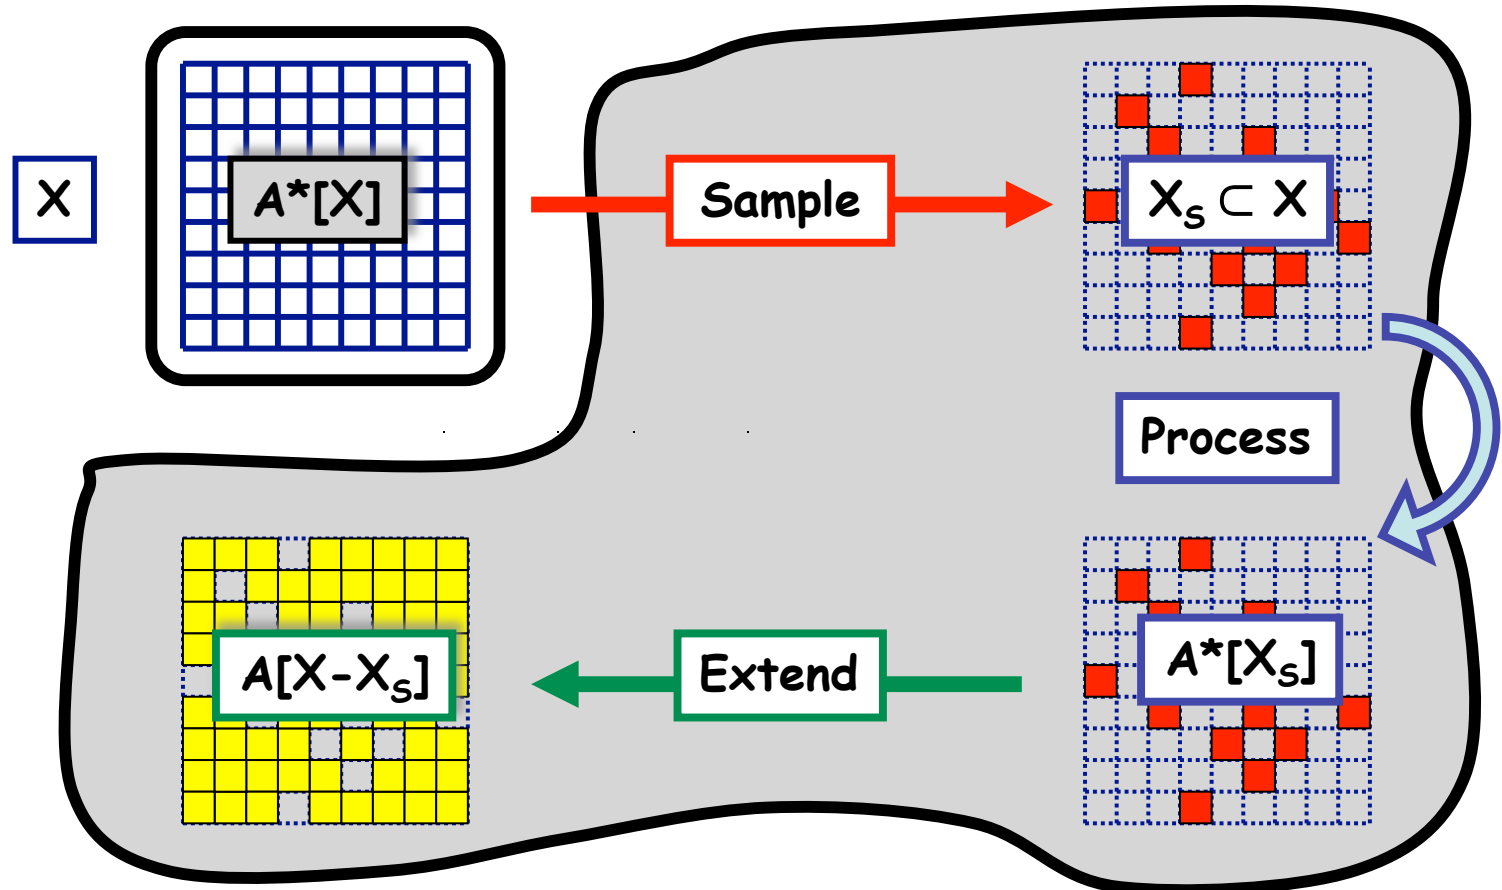 X
A*[X]
Sample
Xs ⊂ X
Process
A[X-Xs]
Extend
A*[Xs]